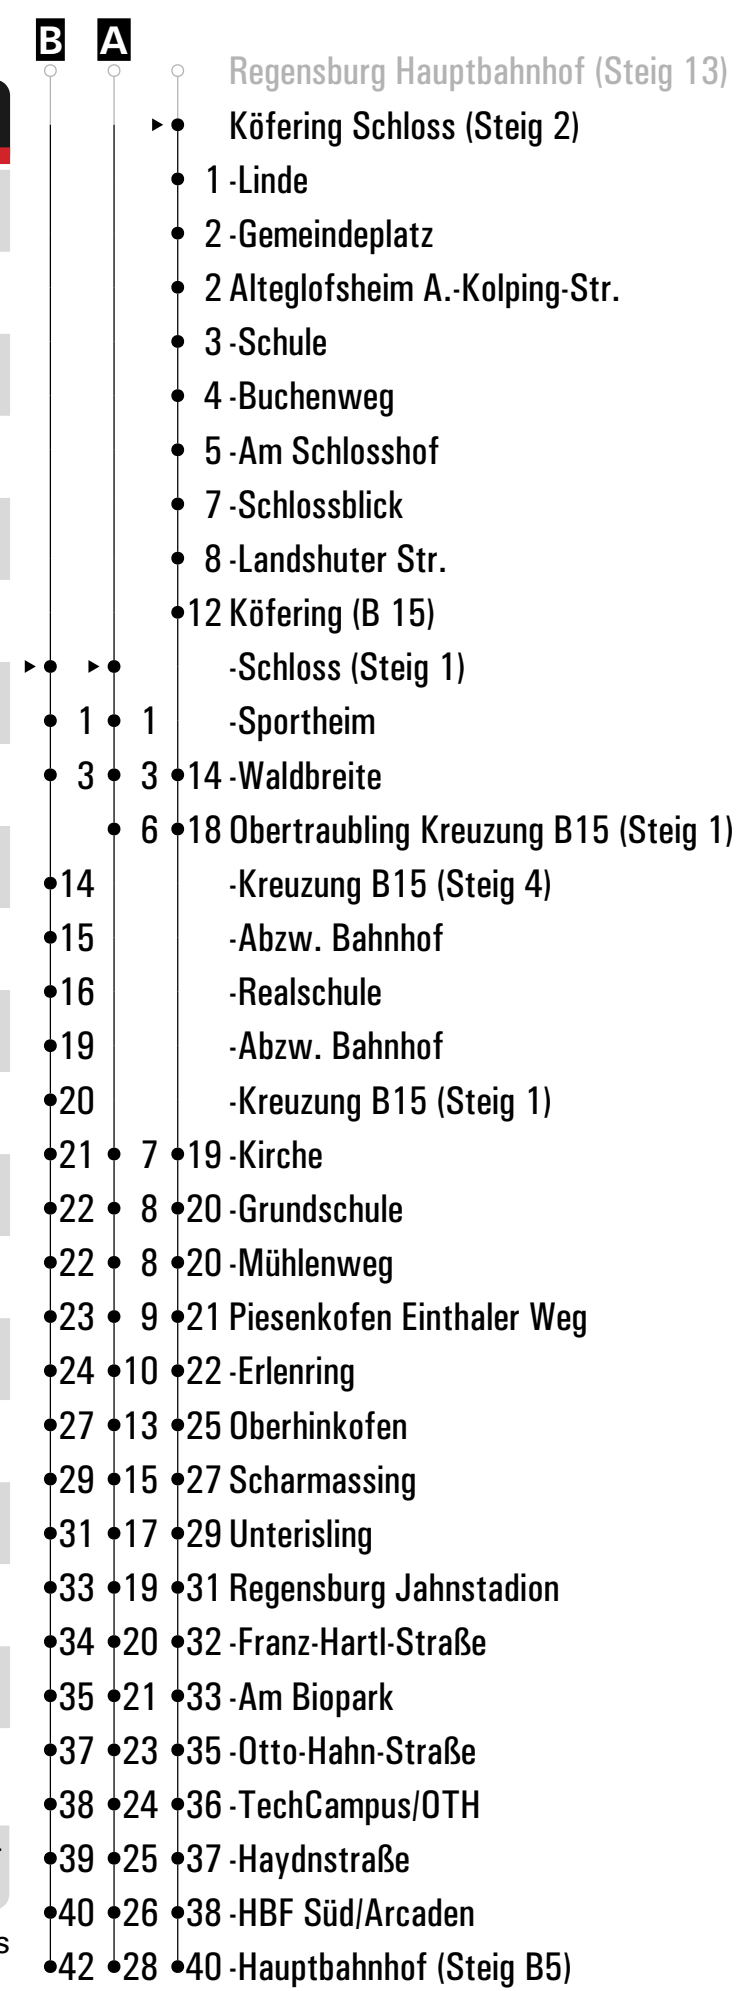 B A
Regensburg Hauptbahnhof (Steig 13)
Köfering Schloss (Steig 2)
1 -Linde
2 -Gemeindeplatz
2 Alteglofsheim A.-Kolping-Str.
3 -Schule
4 -Buchenweg
5 -Am Schlosshof
7 -Schlossblick
8 -Landshuter Str.
12 Köfering (B 15)
-Schloss (Steig 1)
1 1 -Sportheim
3 3 14 -Waldbreite
6 18 Obertraubling Kreuzung B15 (Steig 1)
14 -Kreuzung B15 (Steig 4)
15 -Abzw. Bahnhof
16 -Realschule
19 -Abzw. Bahnhof
20 -Kreuzung B15 (Steig 1)
21 7 19 -Kirche
22 8 20 -Grundschule
22 8 20 -Mühlenweg
23 9 21 Piesenkofen Einthaler Weg
24 10 22 -Erlenring
27 13 25 Oberhinkofen
29 15 27 Scharmassing
31 17 29 Unterisling
33 19 31 Regensburg Jahnstadion
34 20 32 -Franz-Hartl-Straße
35 21 33 -Am Biopark
37 23 35 -Otto-Hahn-Straße
38 24 36 -TechCampus/OTH
39 25 37 -Haydnstraße
40 26 38 -HBF Süd/Arcaden
s
42 28 40 -Hauptbahnhof (Steig B5)